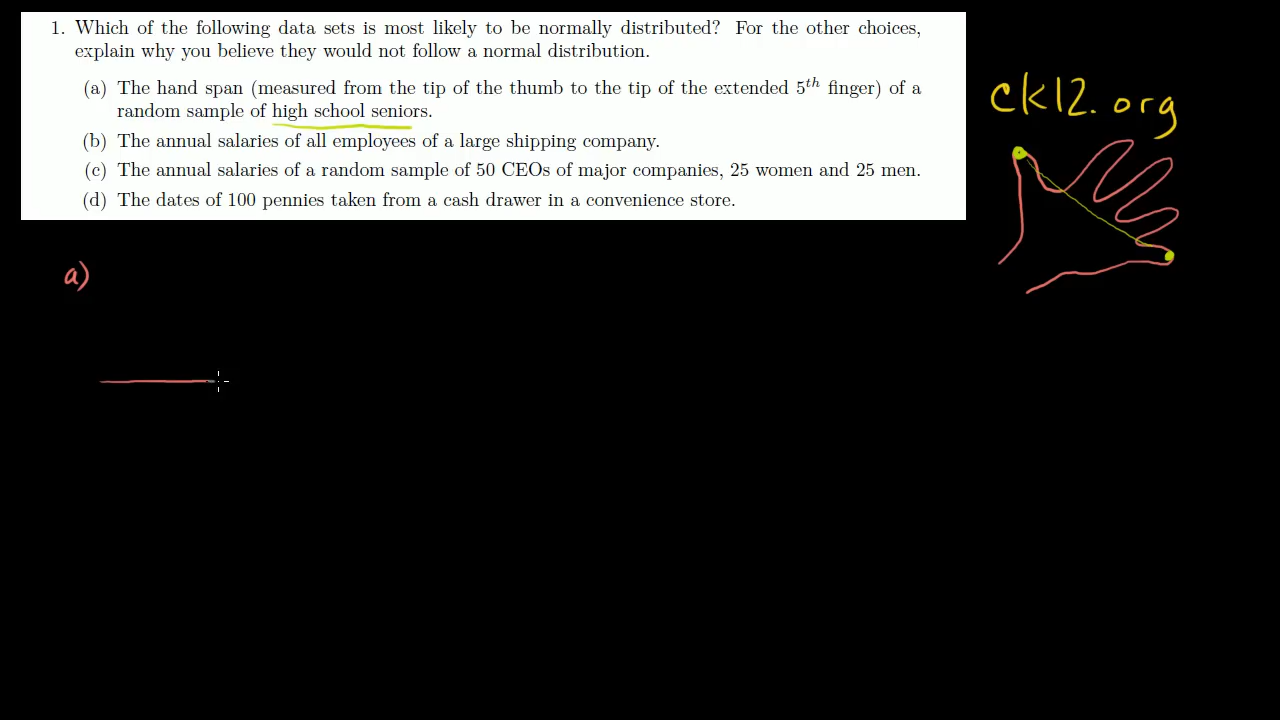 1. Which of the following data sets is most likely to be normally distributed? For the other choices,
explain why you believe they would not follow a normal distribution.
(a) The hand span (measured from the tip of the thumb to the tip of the extended 5th finger) of a
random sample of high school seniors.
(b) The annual salaries of all employees of a large shipping company.
(c) The annual salaries of a random sample of 50 CEOs of major companies, 25 women and 25 men.
(d) The dates of 100 pennies taken from a cash drawer in a convenience store.
ck12.org
a)